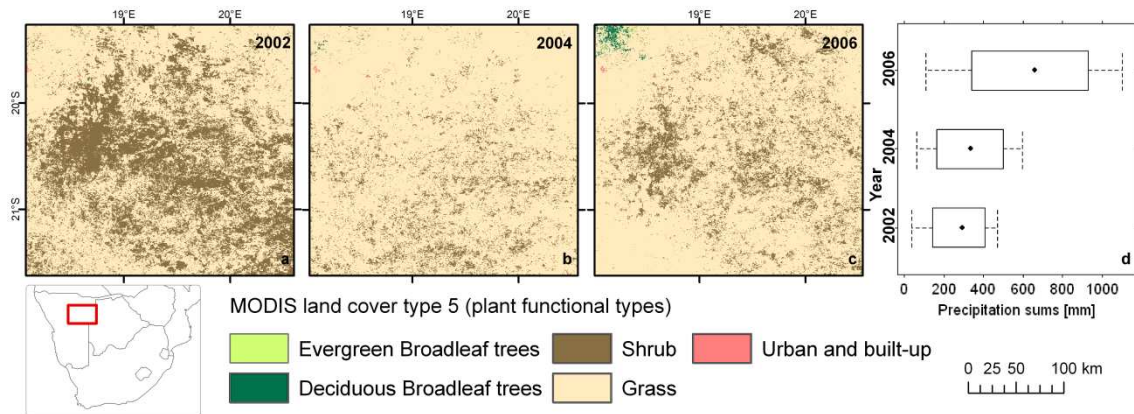 19°E 20°E 19°E 20°E 19°E 20°E
2002 2004 2006
20°S
21°S
a b c
2006
2004
2002
Year
d
0 200 400 600 800 1000
Precipitation sums [mm]
MODIS land cover type 5 (plant functional types)
Evergreen Broadleaf trees Shrub Urban and built-up
Deciduous Broadleaf trees Grass
0 25 50 100 km
19°E 20°E